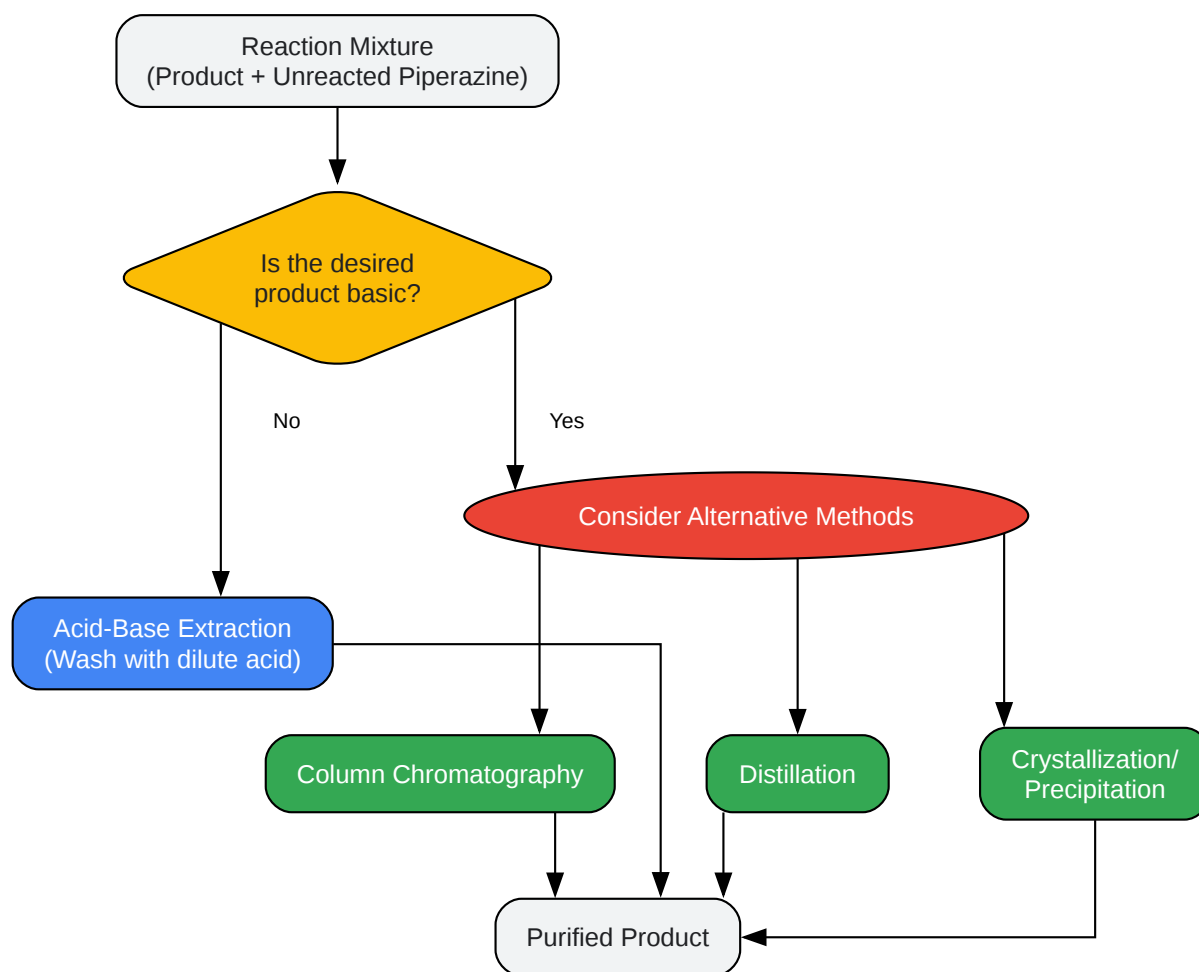 Reaction Mixture
(Product + Unreacted Piperazine)
Is the desired
product basic?
No
Yes
Consider Alternative Methods
Acid-Base Extraction
(Wash with dilute acid)
Column Chromatography
Distillation
Crystallization/
Precipitation
Purified Product